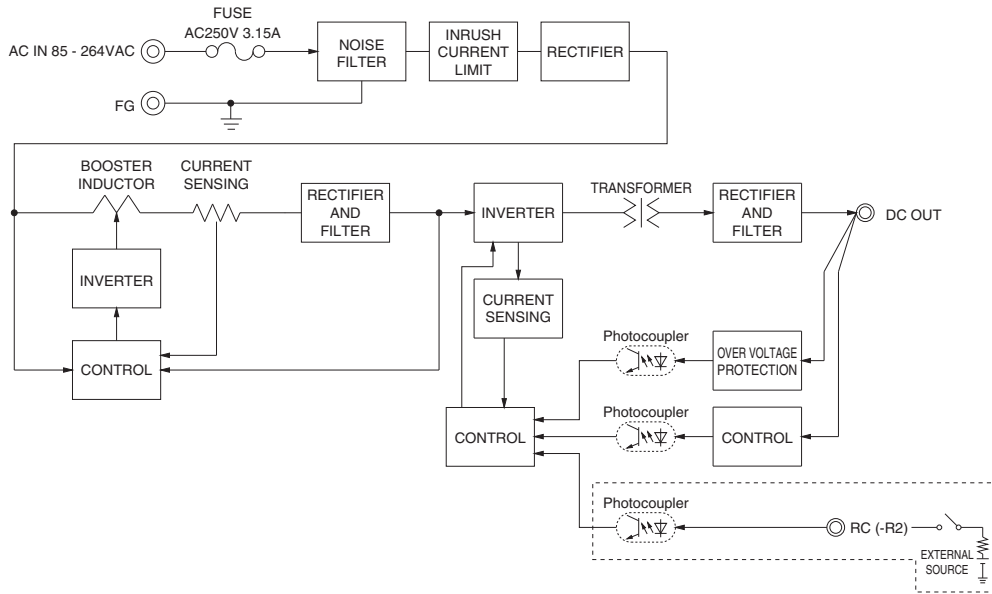 FUSE
AC250V 3.15A
AC IN 85 - 264VAC
NOISE
FILTER
INRUSH
CURRENT
LIMIT
RECTIFIER
FG
BOOSTER
INDUCTOR
CURRENT
SENSING
RECTIFIER
AND
FILTER
INVERTER
TRANSFORMER
RECTIFIER
AND
FILTER
DC OUT
INVERTER
CURRENT
SENSING
CONTROL
Photocoupler
OVER VOLTAGE
PROTECTION
Photocoupler
CONTROL
CONTROL
Photocoupler
RC (-R2)
EXTERNAL
SOURCE